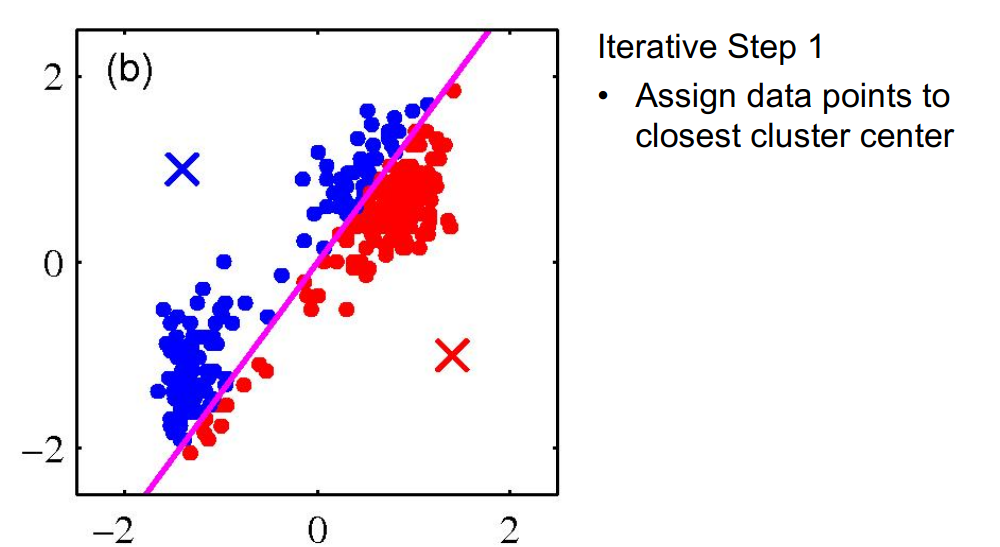 (b)
2
0
−2
−2
0
2
Iterative Step 1
• Assign data points to
closest cluster center